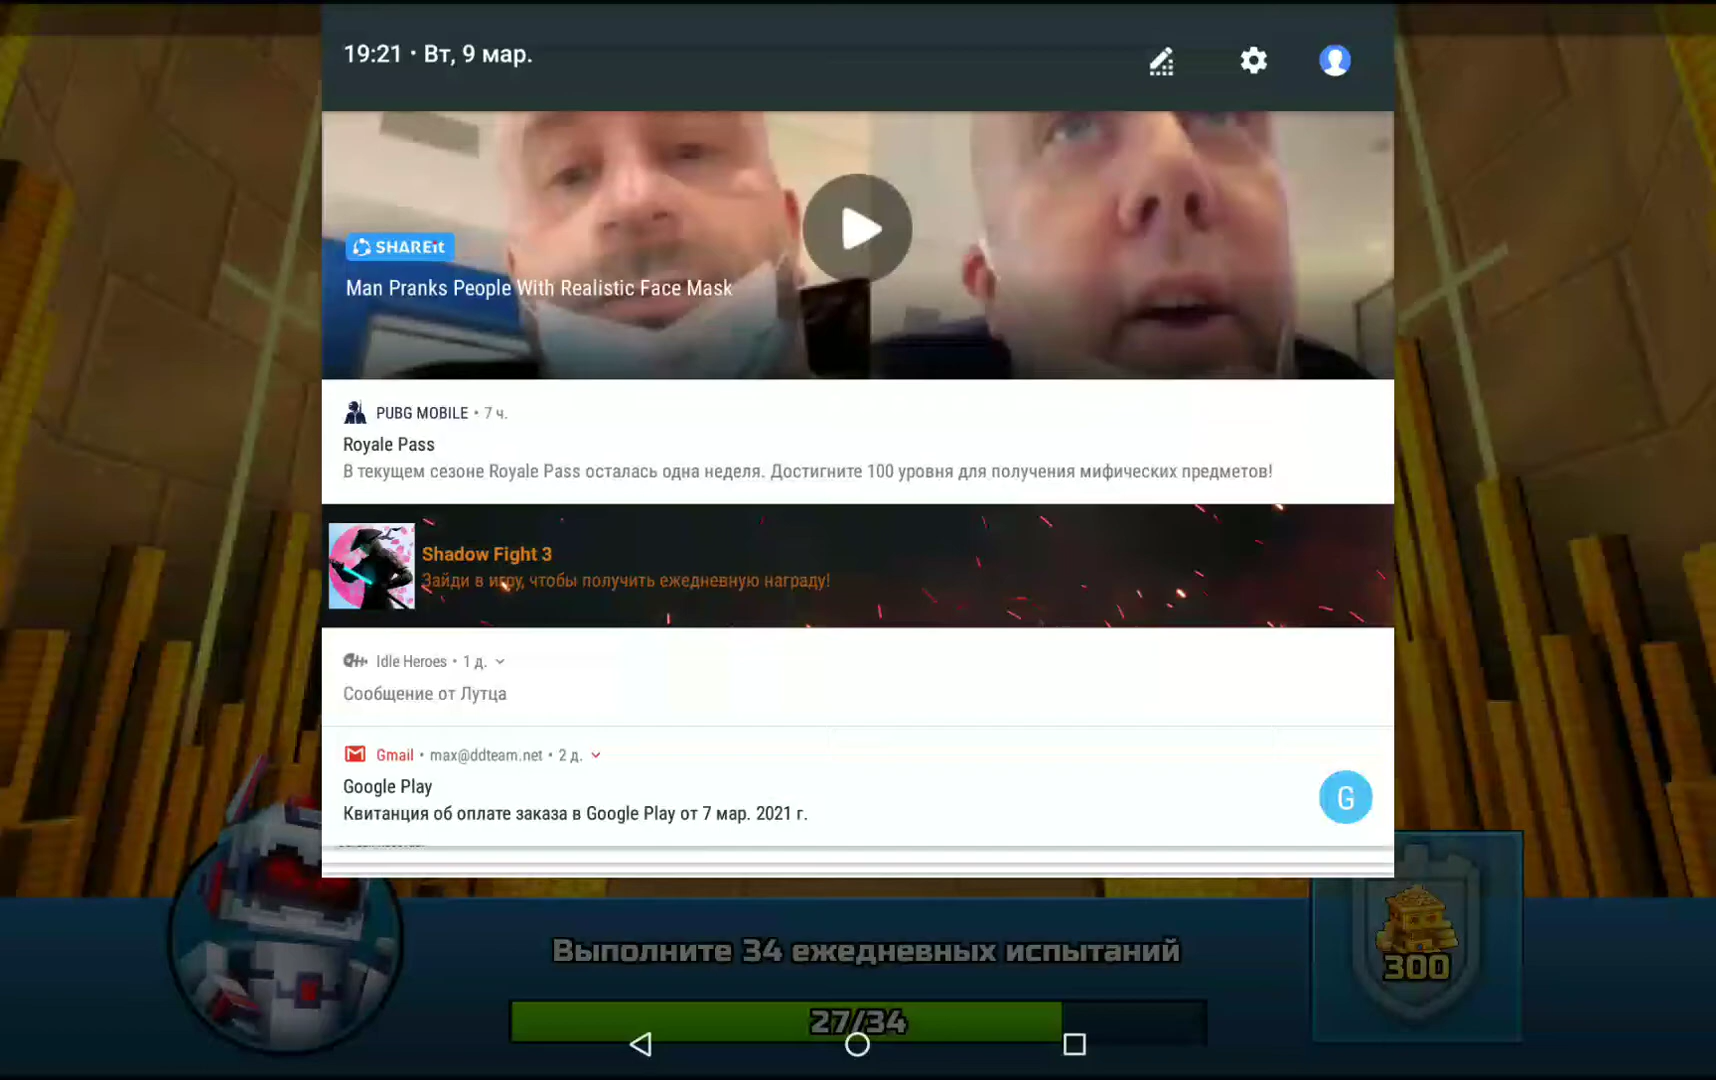 19:21 · Вт, 9 мар.
SHAREit
Man Pranks People With Realistic Face Mask
PUBG MOBILE • 7 ч.
Royale Pass
В текущем сезоне Royale Pass осталась одна неделя. Достигните 100 уровня для получения мифических предметов!
Shadow Fight 3
Зайди в игру, чтобы получить ежедневную награду!
Idle Heroes • 1 д.
Сообщение от Лутца
Gmail • max@ddteam.net • 2 д.
Google Play
G
Квитанция об оплате заказа в Google Play от 7 мар. 2021 г.
Выполните 34 ежедневных испытаний
300
27/34